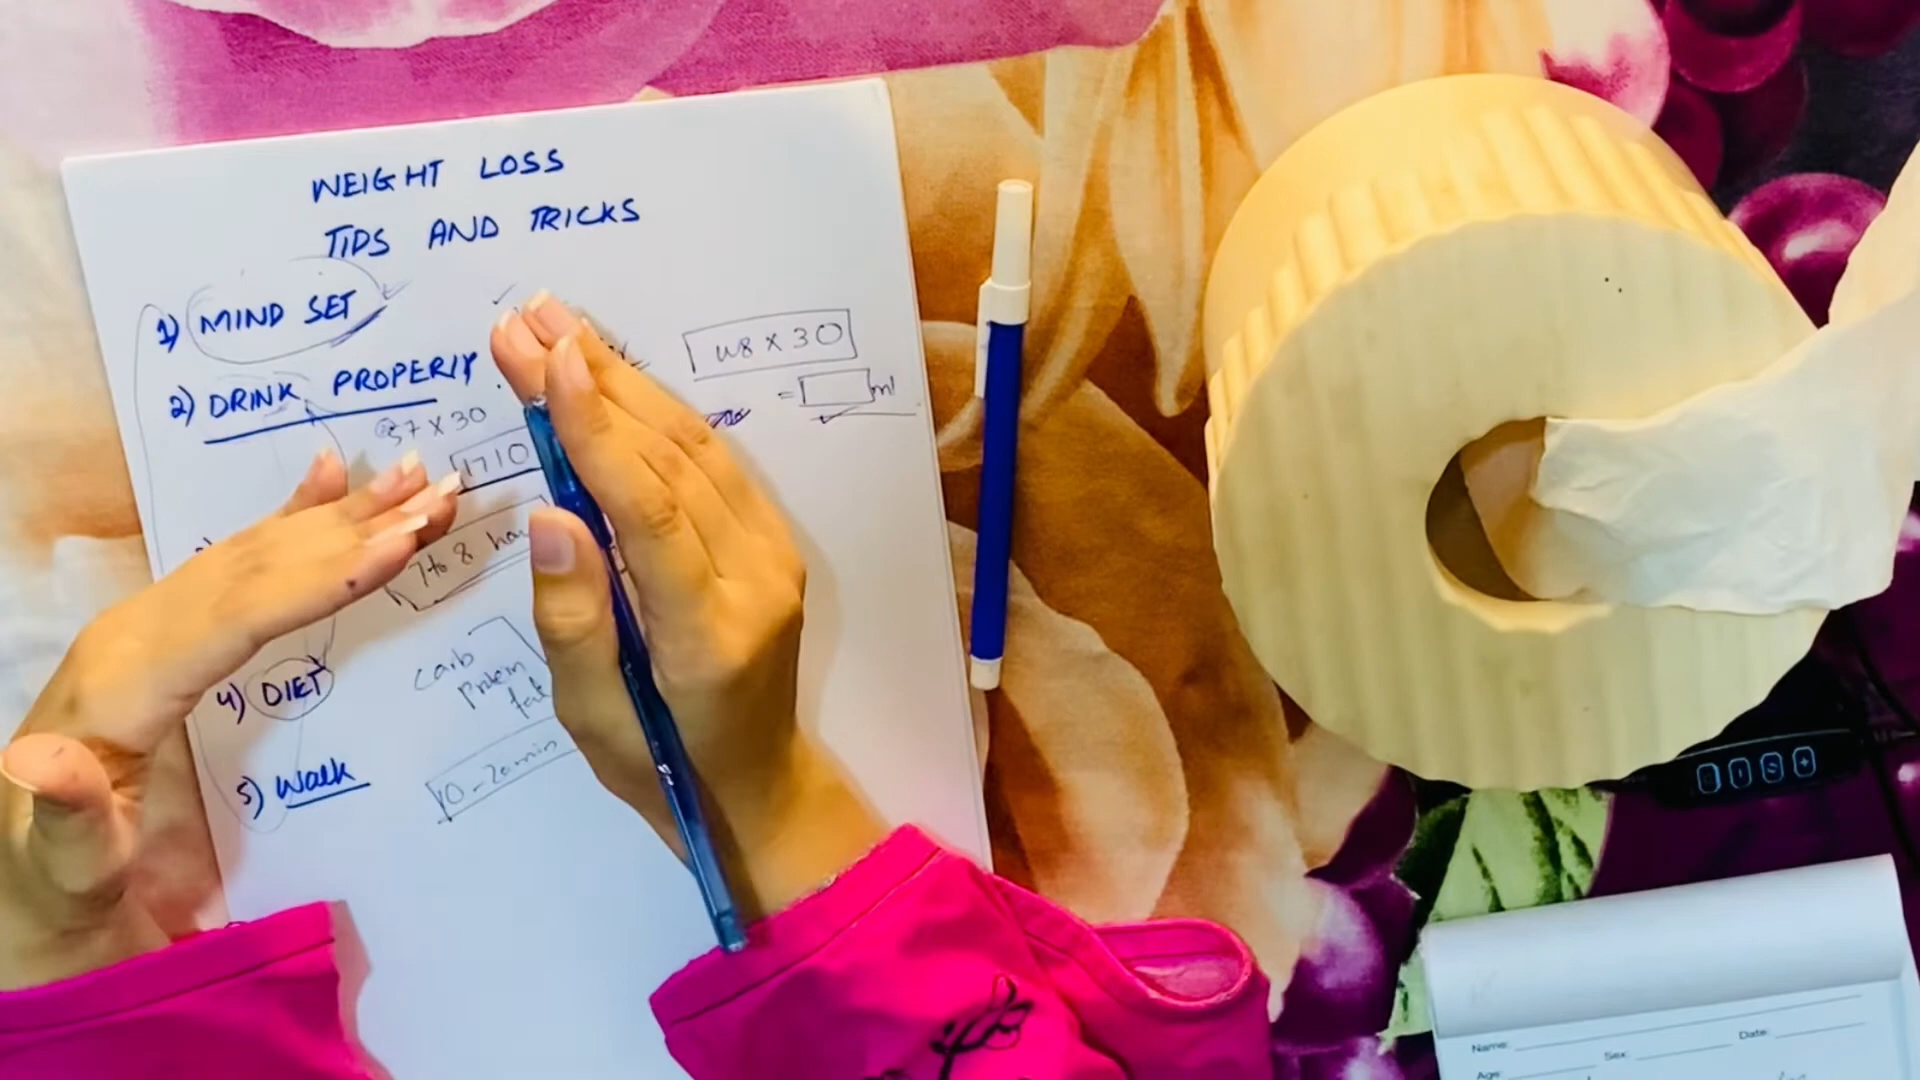 WEIGHT LOSS
TIPS AND TRICKS
1) MIND SET
W8 X 30
2) DRINK PROPERLY
= ml
57 X 30
1710
7 to 8
4) DIET
carb
protein
fat
5) Walk
10-20min
Name:
Sex:
Date:
Age: